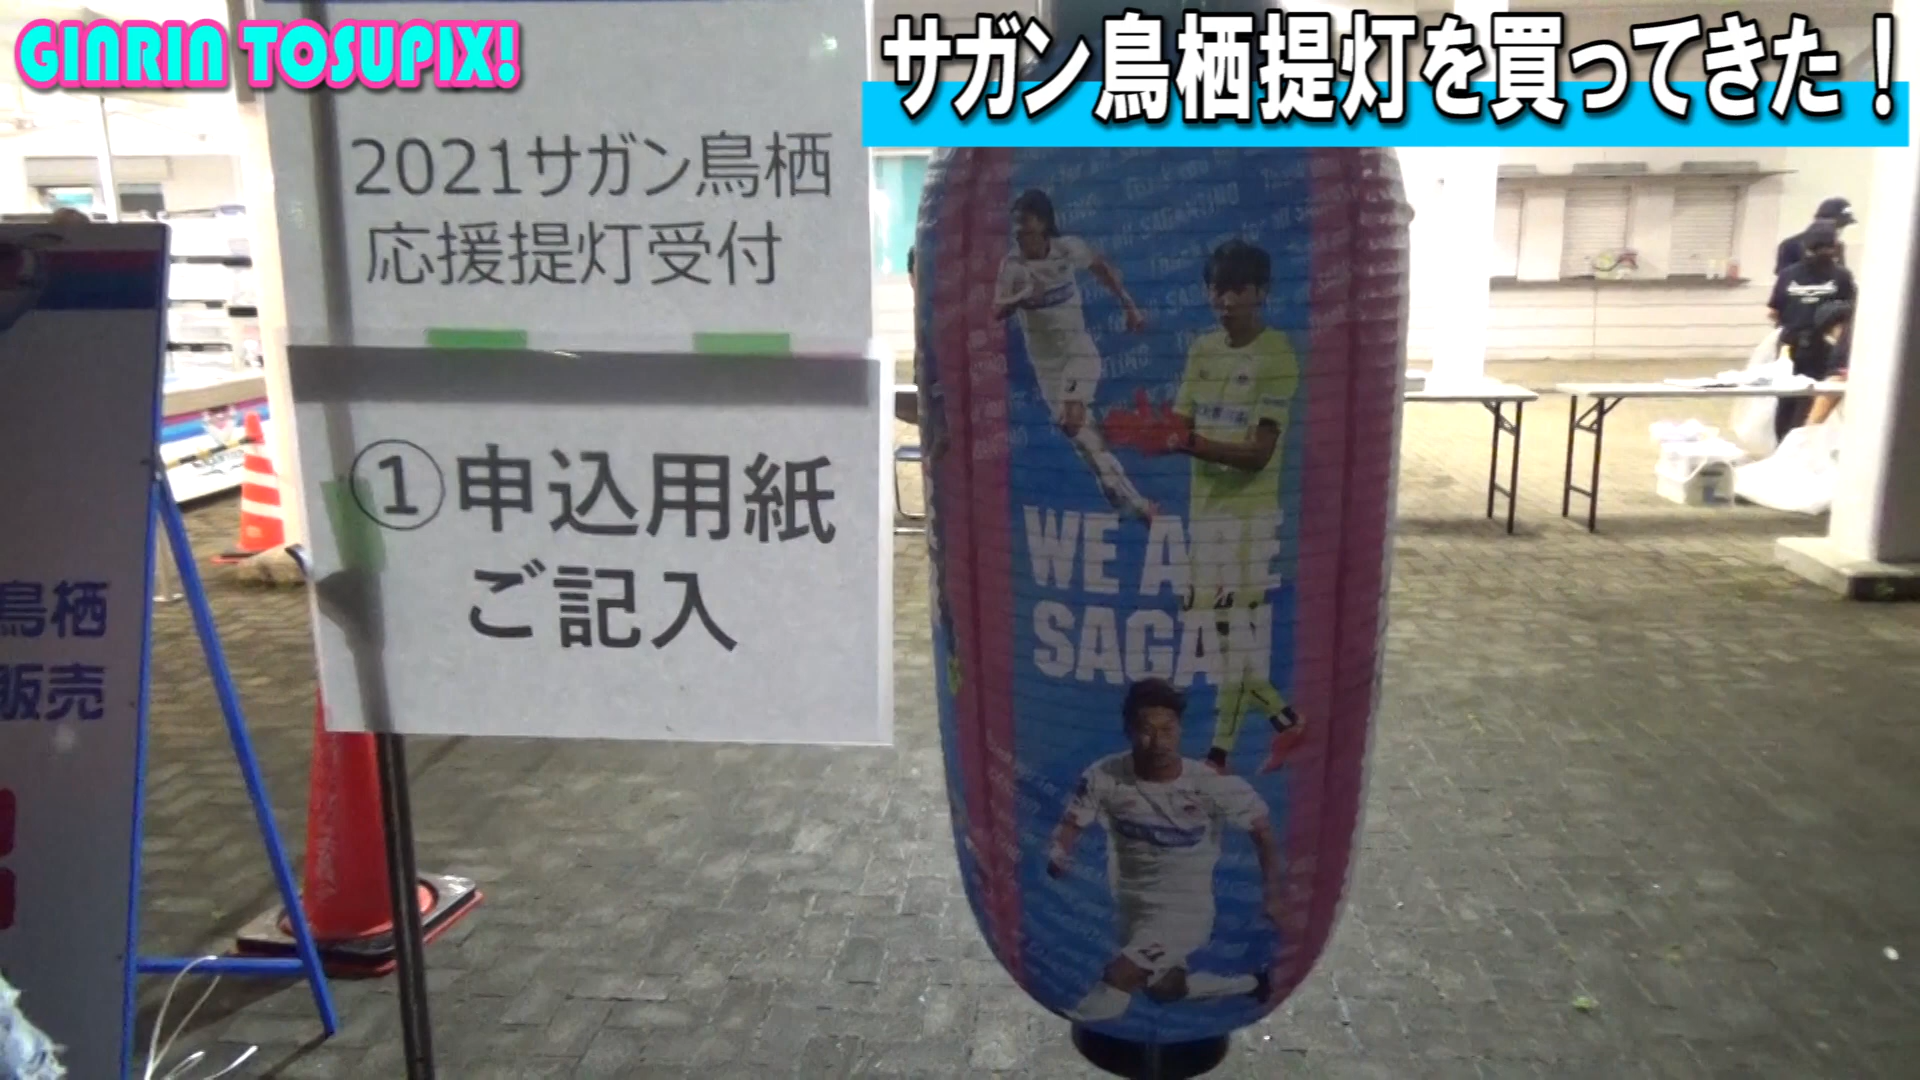 GINRIN TOSUPIX!
サガン鳥栖提灯を買ってきた！
2021サガン鳥栖
応援提灯受付
①申込用紙
ご記入
鳥栖
販売
WE ARE
SAGAN